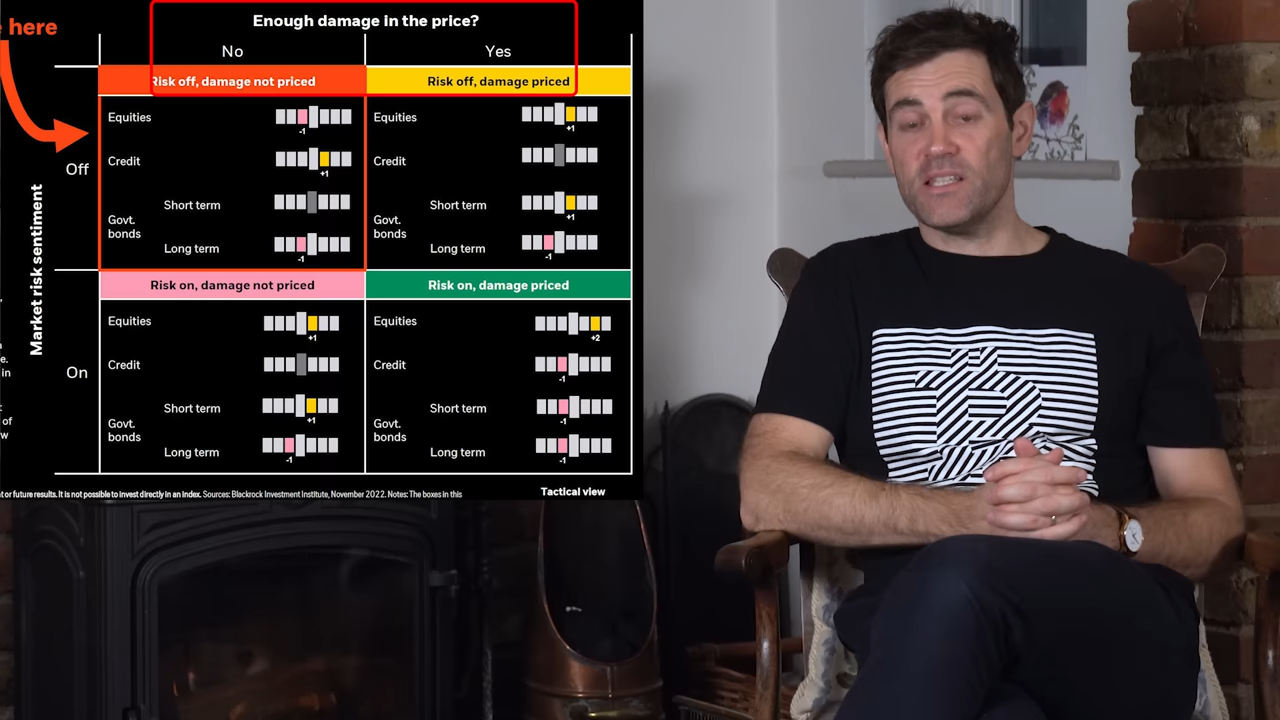 here
Enough damage in the price?
No
Yes
Risk off, damage not priced
Risk off, damage priced
Market risk sentiment
Off
Equities
-1
Credit
+1
Govt.
bonds
Short term
Long term
-1
Equities
+1
Credit
Govt.
bonds
Short term
+1
Long term
-1
Risk on, damage not priced
Risk on, damage priced
On
Equities
+1
Credit
Govt.
bonds
Short term
+1
Long term
-1
Equities
+2
Credit
-1
Govt.
bonds
Short term
-1
Long term
-1
in
of
or future results. It is not possible to invest directly in an index. Sources: Blackrock Investment Institute, November 2022. Notes: The boxes in this
Tactical view